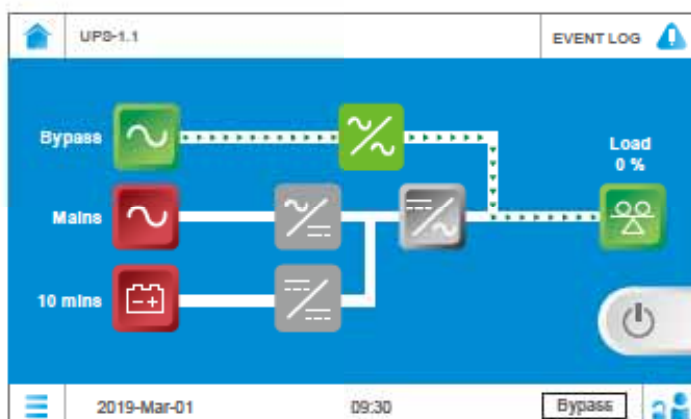 UPS-1.1
EVENT LOG
Bypass
Load
0 %
Mains
10 mins
2019-Mar-01
09:30
Bypass